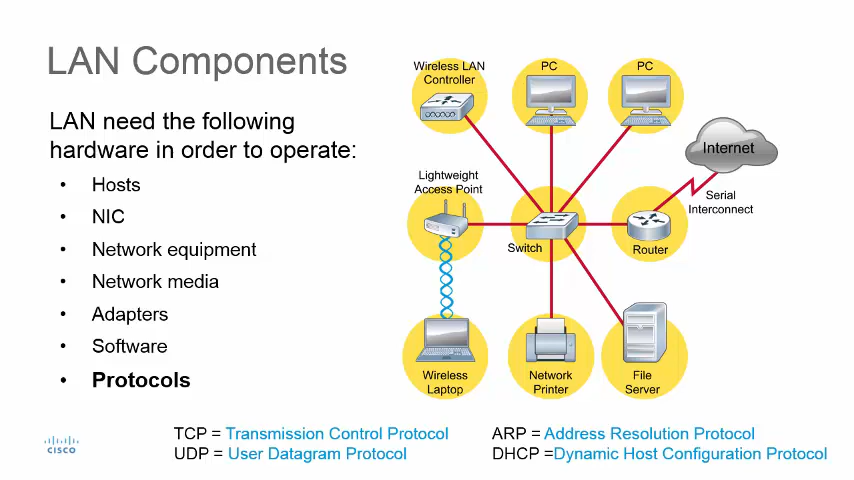 LAN Components
LAN need the following
hardware in order to operate:
• Hosts
• NIC
• Network equipment
• Network media
• Adapters
• Software
• Protocols
Wireless LAN
Controller
PC
PC
Internet
Lightweight
Access Point
Serial
Interconnect
Switch
Router
Wireless
Laptop
Network
Printer
File
Server
CISCO
TCP = Transmission Control Protocol
UDP = User Datagram Protocol
ARP = Address Resolution Protocol
DHCP =Dynamic Host Configuration Protocol